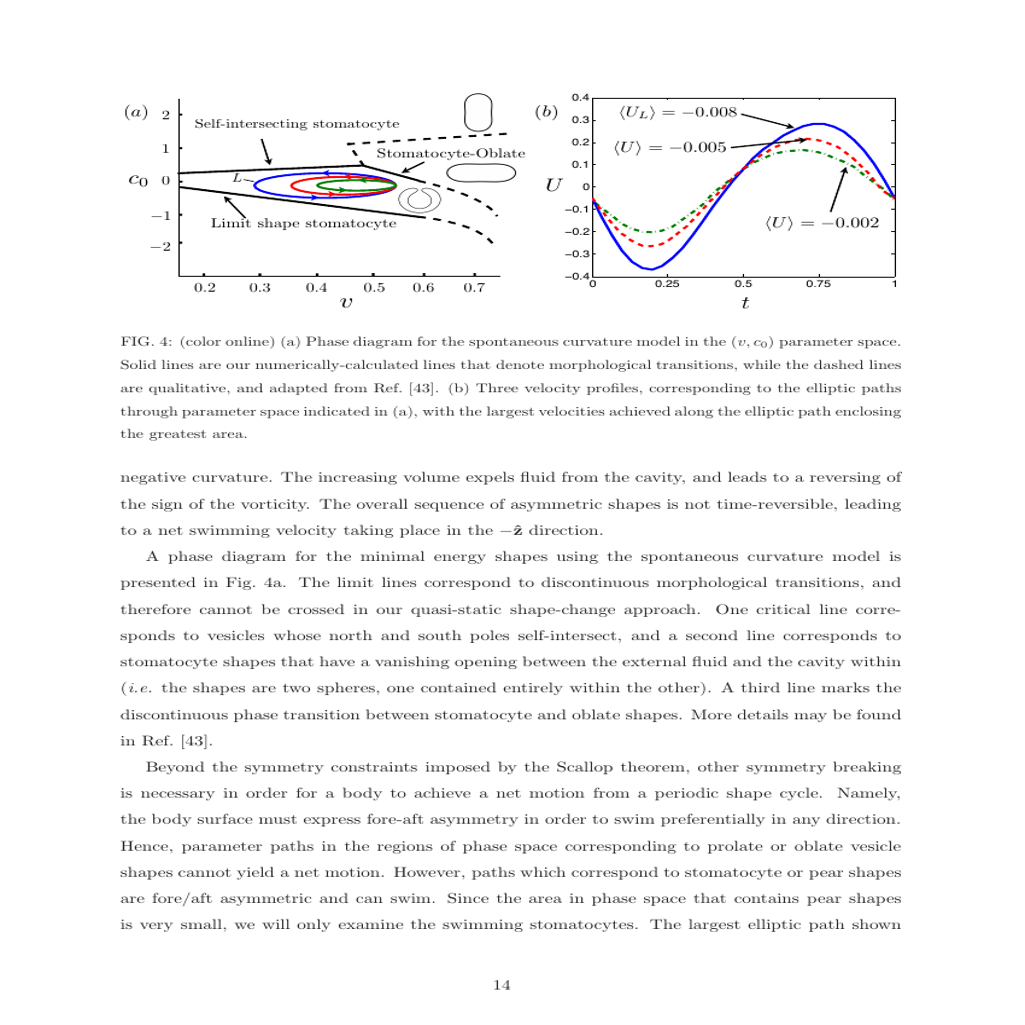 (a)
2
1
0
−1
−2
c0
Self-intersecting stomatocyte
Stomatocyte-Oblate
L
Limit shape stomatocyte
0.2 0.3 0.4 0.5 0.6 0.7
v
(b)
0.4
0.3
0.2
0.1
0
−0.1
−0.2
−0.3
−0.4
U
⟨U_L⟩ = −0.008
⟨U⟩ = −0.005
⟨U⟩ = −0.002
0 0.25 0.5 0.75 1
t
FIG. 4: (color online) (a) Phase diagram for the spontaneous curvature model in the (v, c0) parameter space.
Solid lines are our numerically-calculated lines that denote morphological transitions, while the dashed lines
are qualitative, and adapted from Ref. [43]. (b) Three velocity profiles, corresponding to the elliptic paths
through parameter space indicated in (a), with the largest velocities achieved along the elliptic path enclosing
the greatest area.
negative curvature. The increasing volume expels fluid from the cavity, and leads to a reversing of
the sign of the vorticity. The overall sequence of asymmetric shapes is not time-reversible, leading
to a net swimming velocity taking place in the −ẑ direction.
A phase diagram for the minimal energy shapes using the spontaneous curvature model is
presented in Fig. 4a. The limit lines correspond to discontinuous morphological transitions, and
therefore cannot be crossed in our quasi-static shape-change approach. One critical line corre-
sponds to vesicles whose north and south poles self-intersect, and a second line corresponds to
stomatocyte shapes that have a vanishing opening between the external fluid and the cavity within
(i.e. the shapes are two spheres, one contained entirely within the other). A third line marks the
discontinuous phase transition between stomatocyte and oblate shapes. More details may be found
in Ref. [43].
Beyond the symmetry constraints imposed by the Scallop theorem, other symmetry breaking
is necessary in order for a body to achieve a net motion from a periodic shape cycle. Namely,
the body surface must express fore-aft asymmetry in order to swim preferentially in any direction.
Hence, parameter paths in the regions of phase space corresponding to prolate or oblate vesicle
shapes cannot yield a net motion. However, paths which correspond to stomatocyte or pear shapes
are fore/aft asymmetric and can swim. Since the area in phase space that contains pear shapes
is very small, we will only examine the swimming stomatocytes. The largest elliptic path shown
14